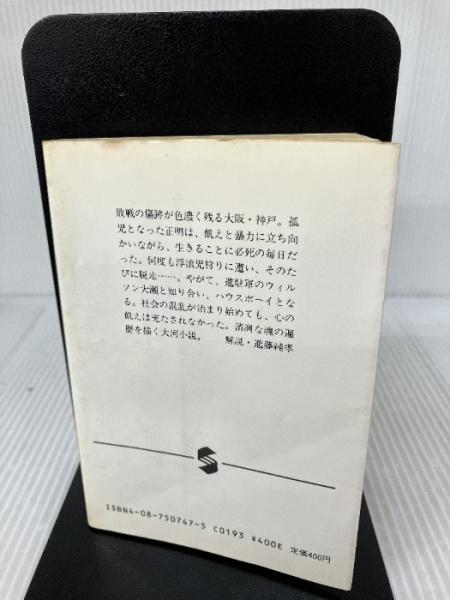 敗戦の傷跡が色濃く残る大阪・神戸。孤
児となった正明は、飢えと暴力に立ち向
かいながら、生きることに必死の毎日だ
った。何度も浮浪児狩りに遭い、そのた
びに脱走……。やがて、進駐軍のウィル
ソン大瀬と知り合い、ハウスボーイとな
る。社会の混乱が治まり始めても、心の
飢えは充たされなかった。清冽な魂の遍
歴を描く大河小説。　解説・進藤純孝
ISBN4-08-750747-5 C0193 ¥400E 定価400円